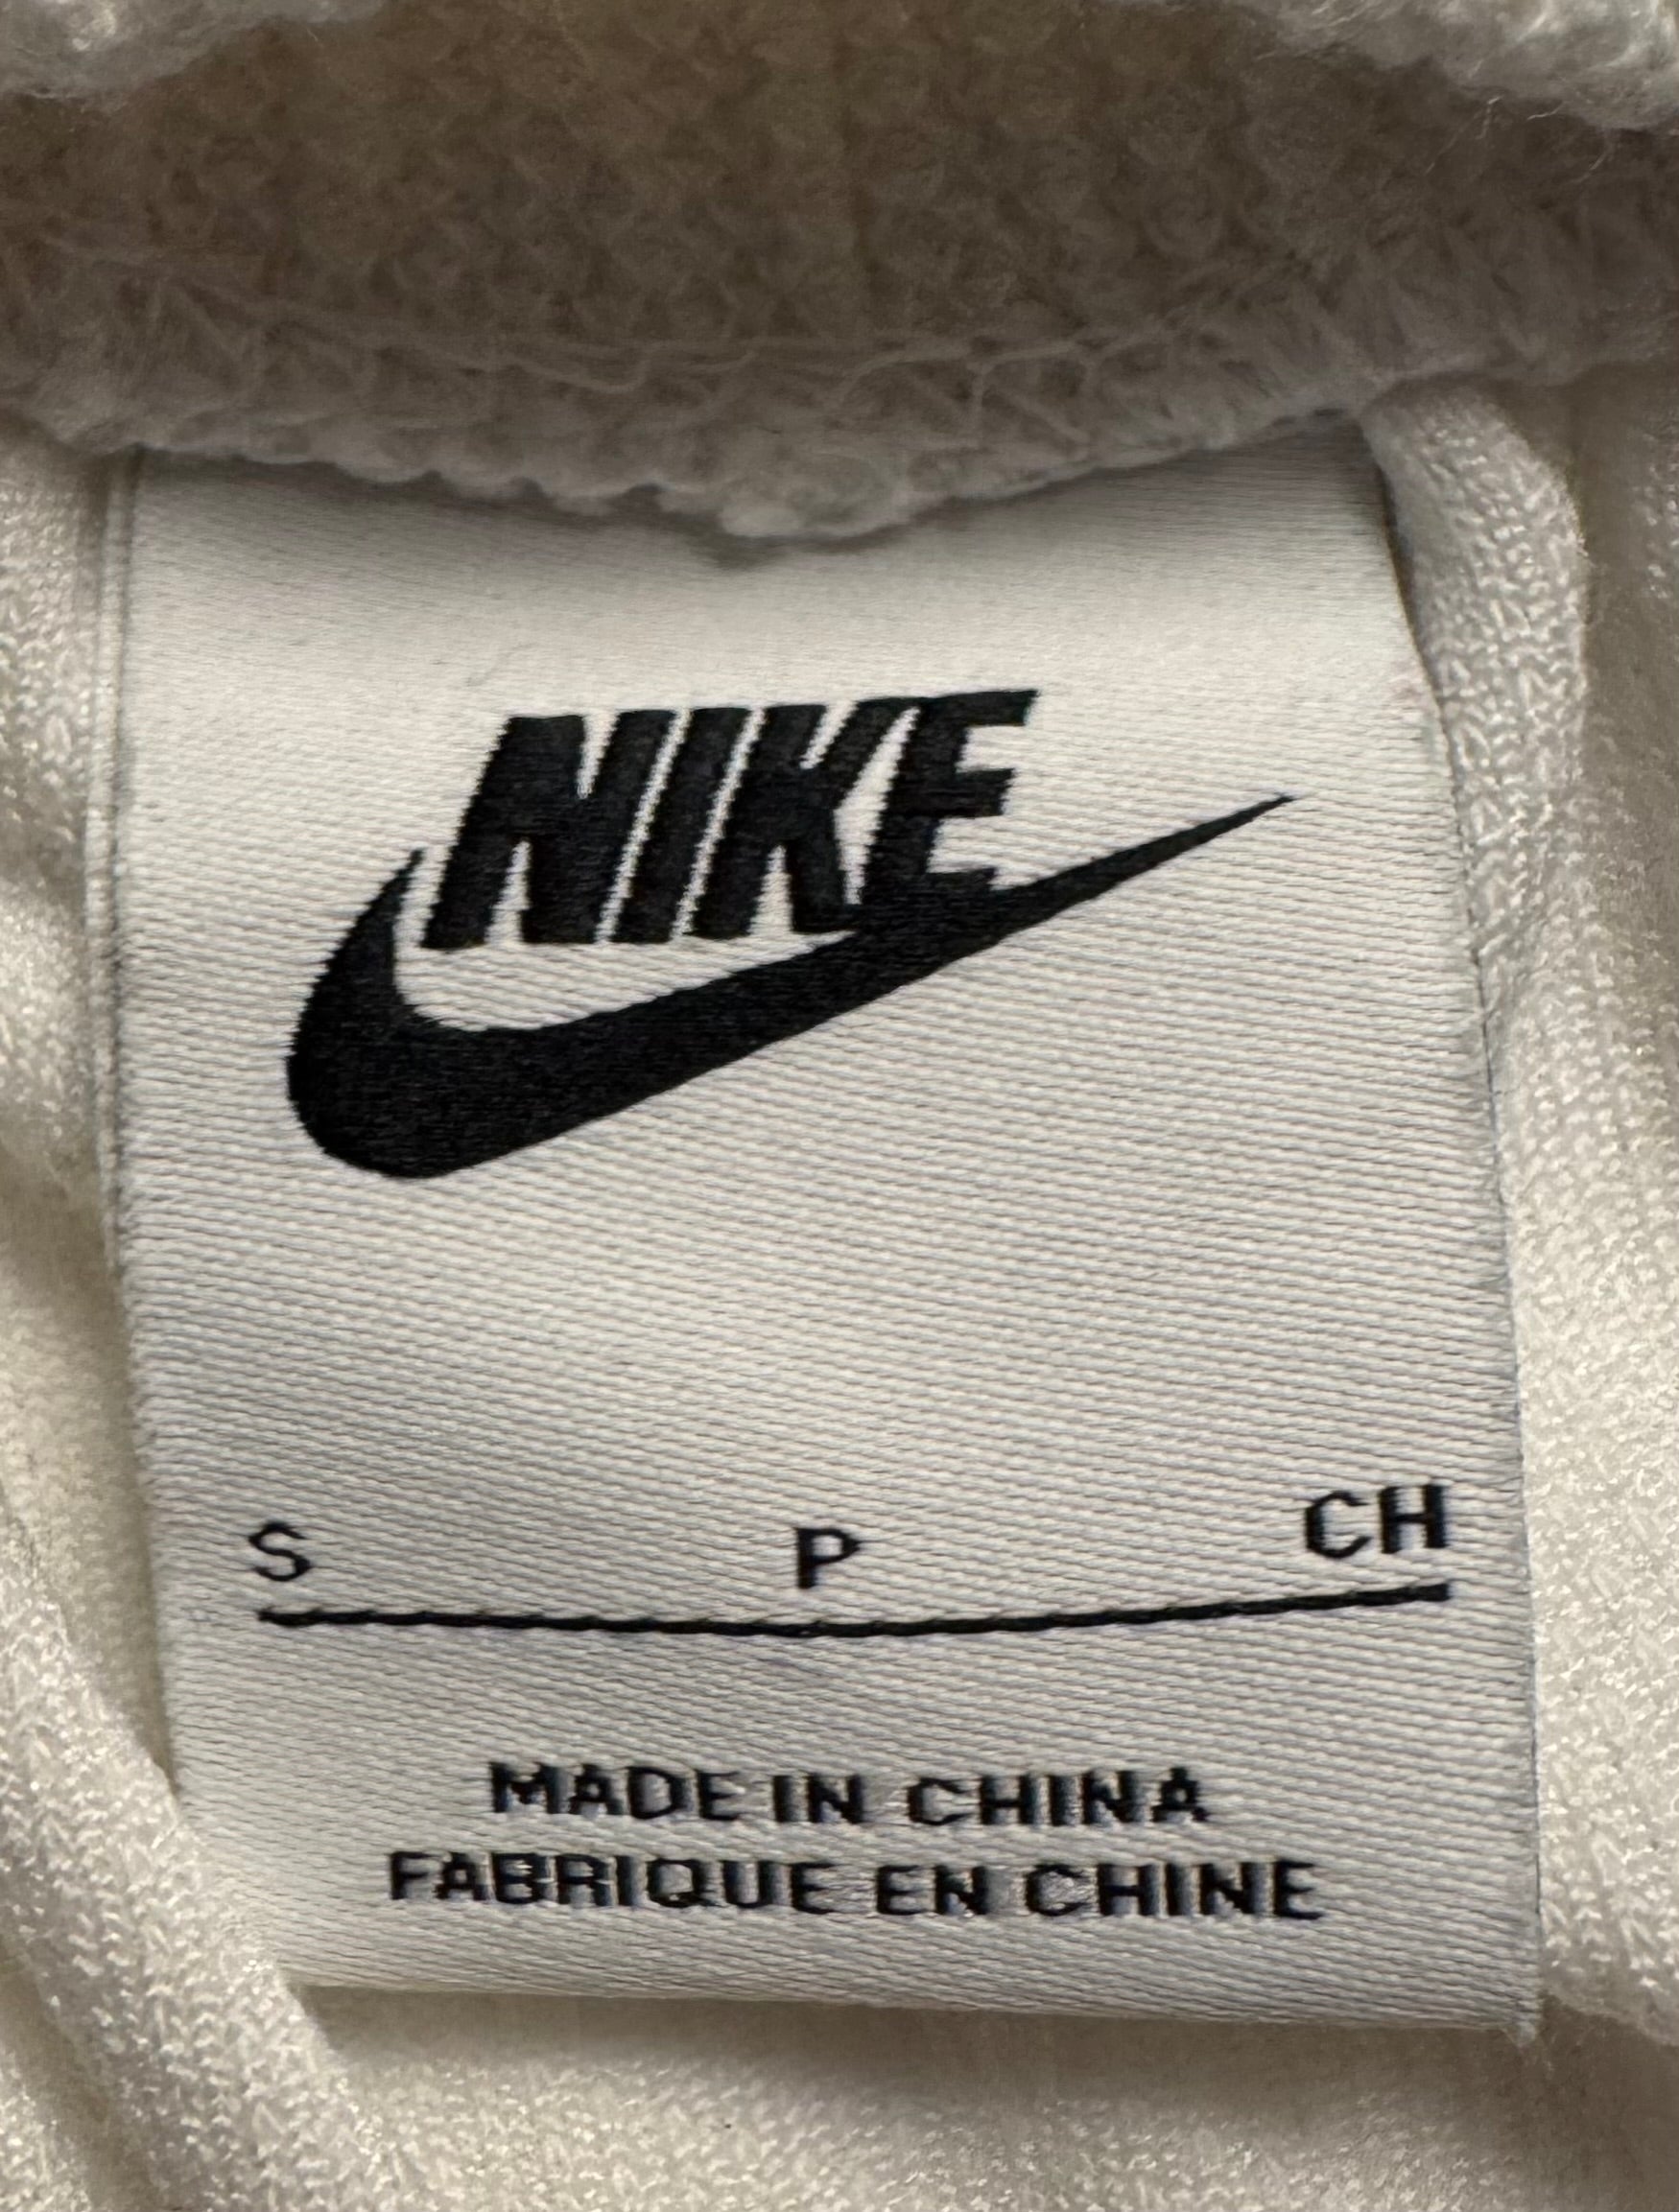 NIKE
S P CH
MADE IN CHINA
FABRIQUE EN CHINE